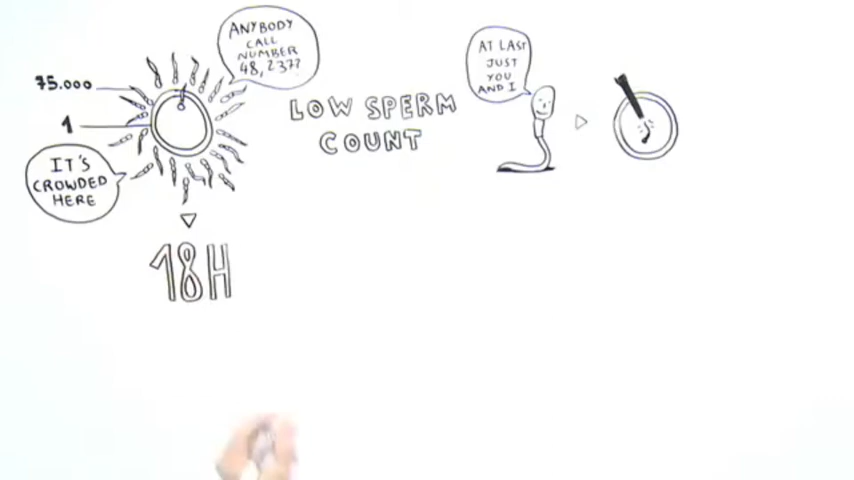 75.000
1
IT'S
CROWDED
HERE
ANYBODY
CALL
NUMBER
48,237?
18H
LOW SPERM
COUNT
AT LAST
JUST
YOU
AND I